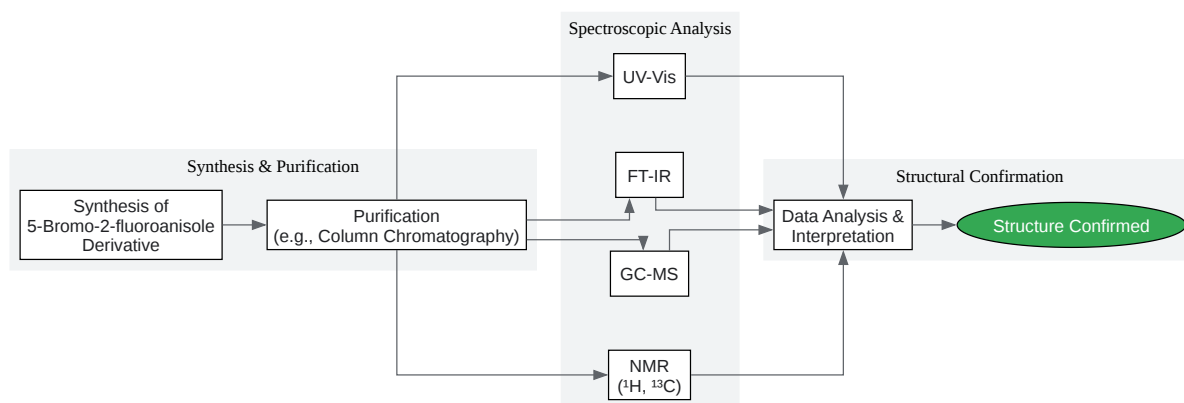 Spectroscopic Analysis
UV-Vis
Synthesis & Purification
FT-IR
Structural Confirmation
Synthesis of
5-Bromo-2-fluoroanisole
Derivative
Purification
(e.g., Column Chromatography)
Data Analysis &
Interpretation
Structure Confirmed
GC-MS
NMR
(¹H, ¹³C)